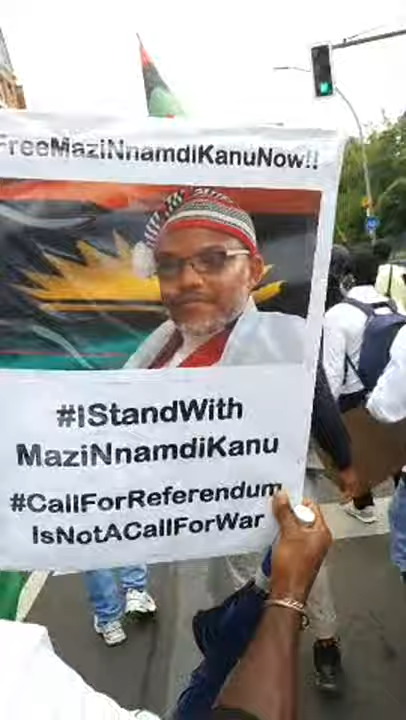 FreeMaziNnamdiKanuNow!!
#IStandWith
MaziNnamdiKanu
#CallForReferendum
IsNotACallForWar